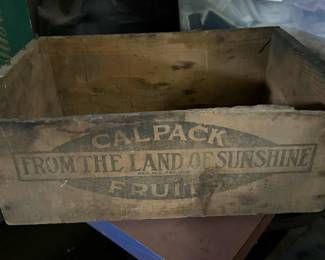 CALPACK
FROM THE LAND OF SUNSHINE
FRUITS